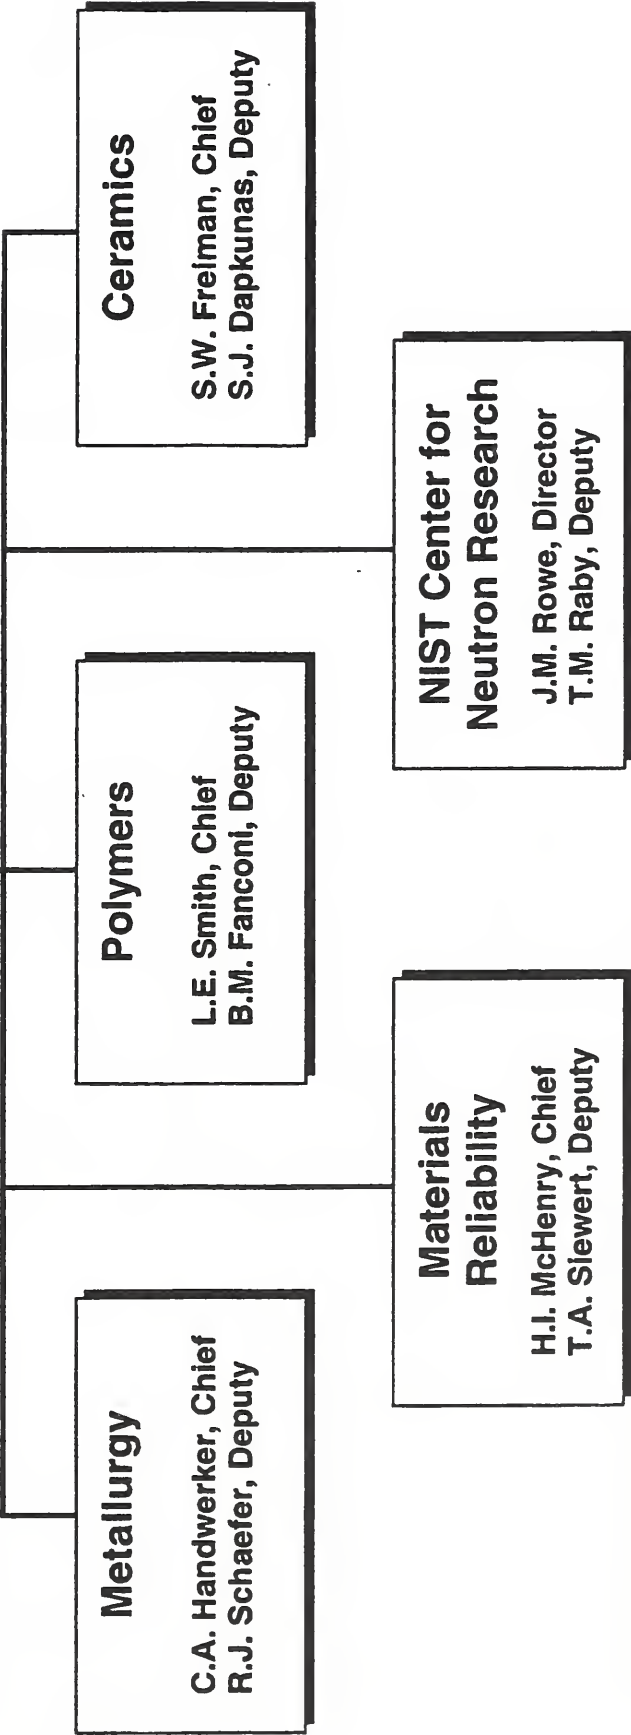 Metallurgy
C.A. Handwerker, Chief
R.J. Schaefer, Deputy
Polymers
L.E. Smith, Chief
B.M. Fanconi, Deputy
Ceramics
S.W. Freiman, Chief
S.J. Dapkunas, Deputy
Materials
Reliability
H.I. McHenry, Chief
T.A. Siewert, Deputy
NIST Center for
Neutron Research
J.M. Rowe, Director
T.M. Raby, Deputy